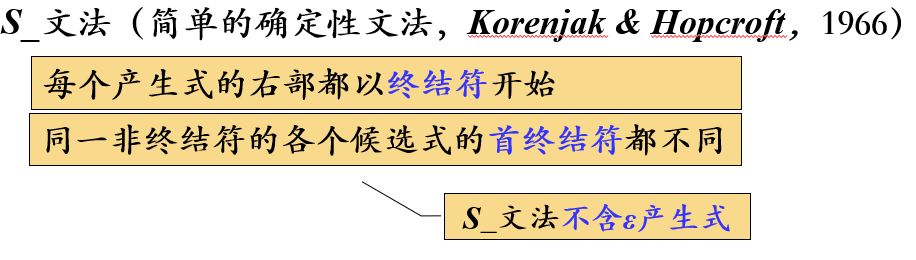 S_文法（简单的确定性文法，Korenjak & Hopcroft，1966）
每个产生式的右部都以终结符开始
同一非终结符的各个候选式的首终结符都不同
S_文法不含ε产生式